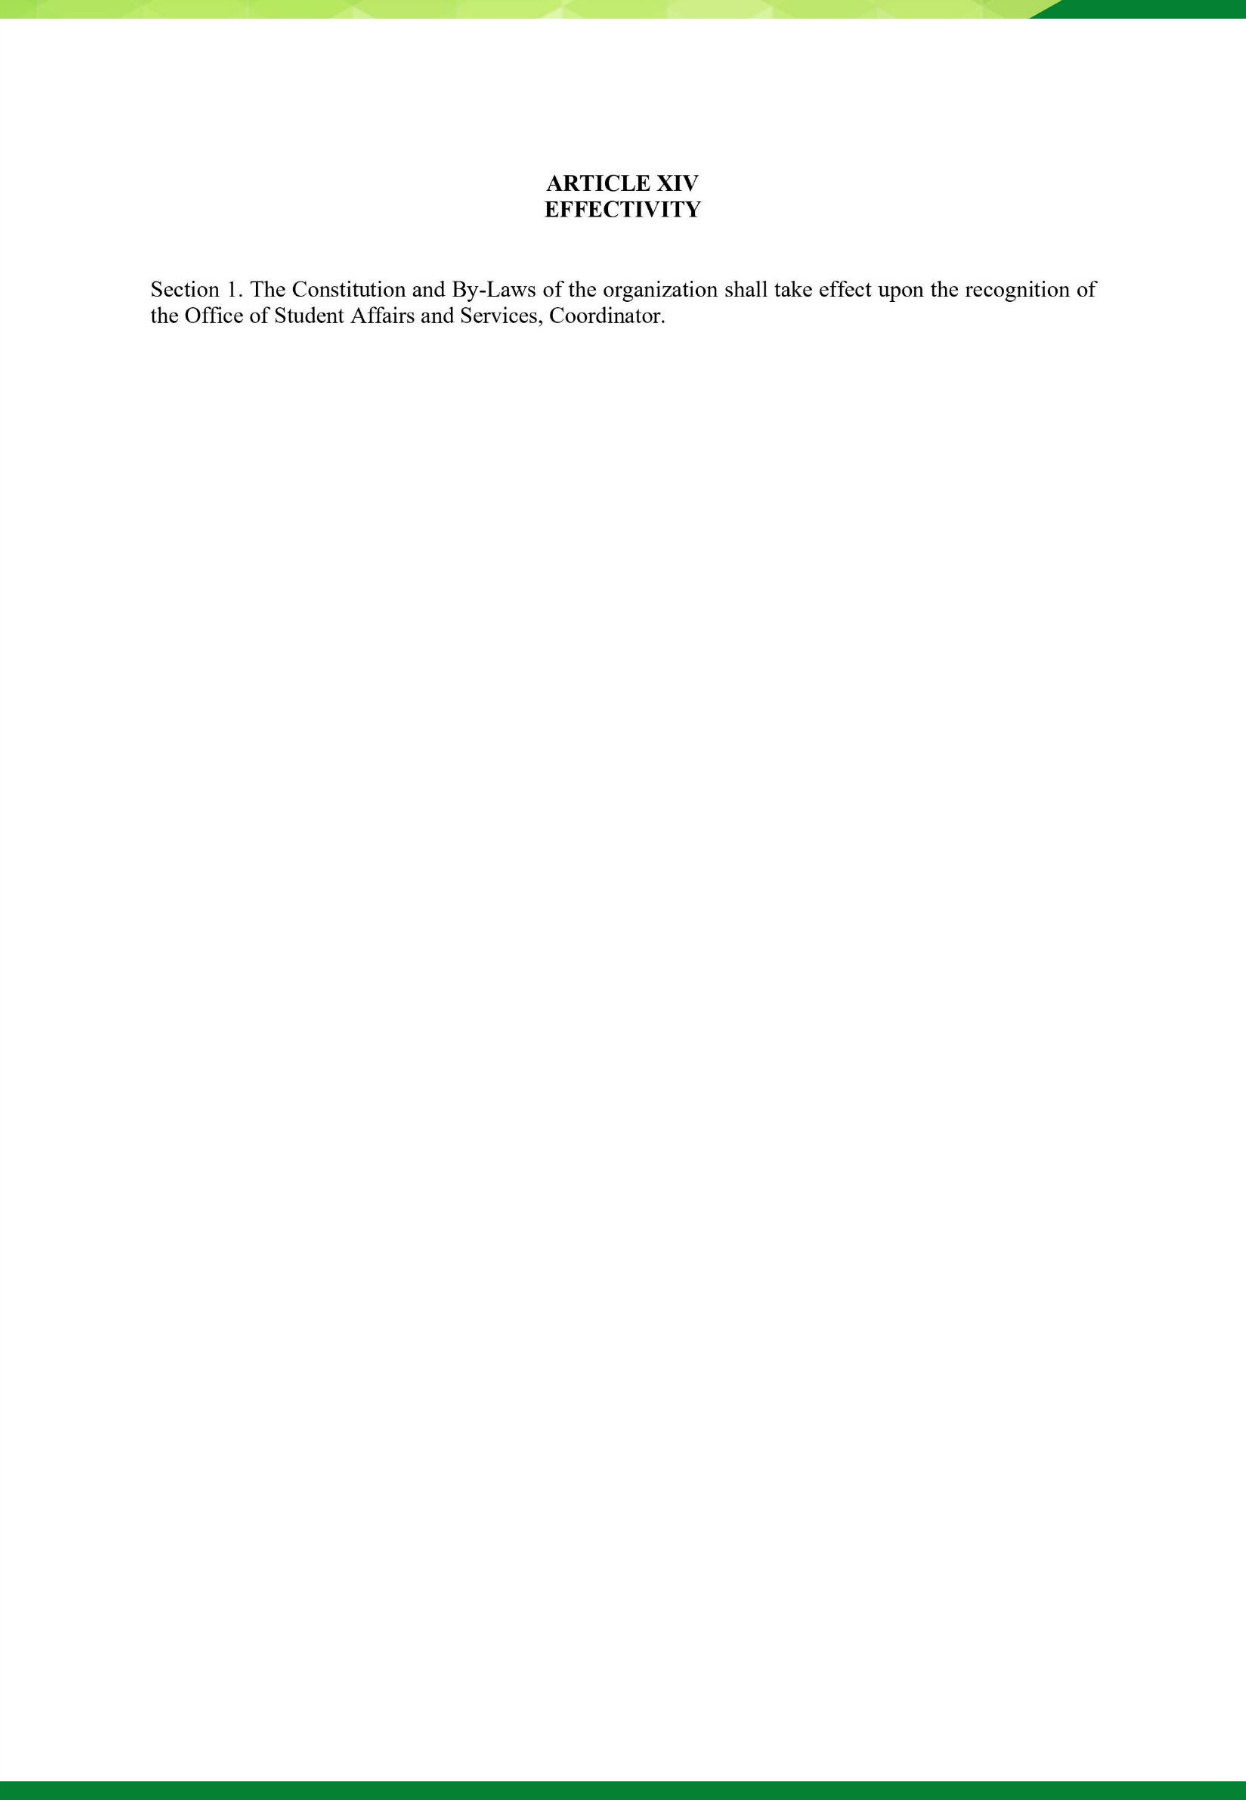 ARTICLE XIV
EFFECTIVITY
Section 1. The Constitution and By-Laws of the organization shall take effect upon the recognition of
the Office of Student Affairs and Services, Coordinator.